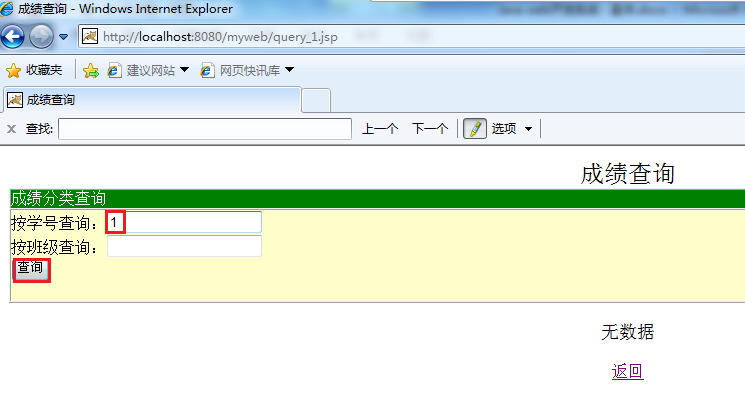 成绩查询 - Windows Internet Explorer
http://localhost:8080/myweb/query_1.jsp
收藏夹 建议网站 网页快讯库
成绩查询
x 查找: 上一个 下一个 选项
成绩查询
成绩分类查询
按学号查询： 1
按班级查询：
查询
无数据
返回